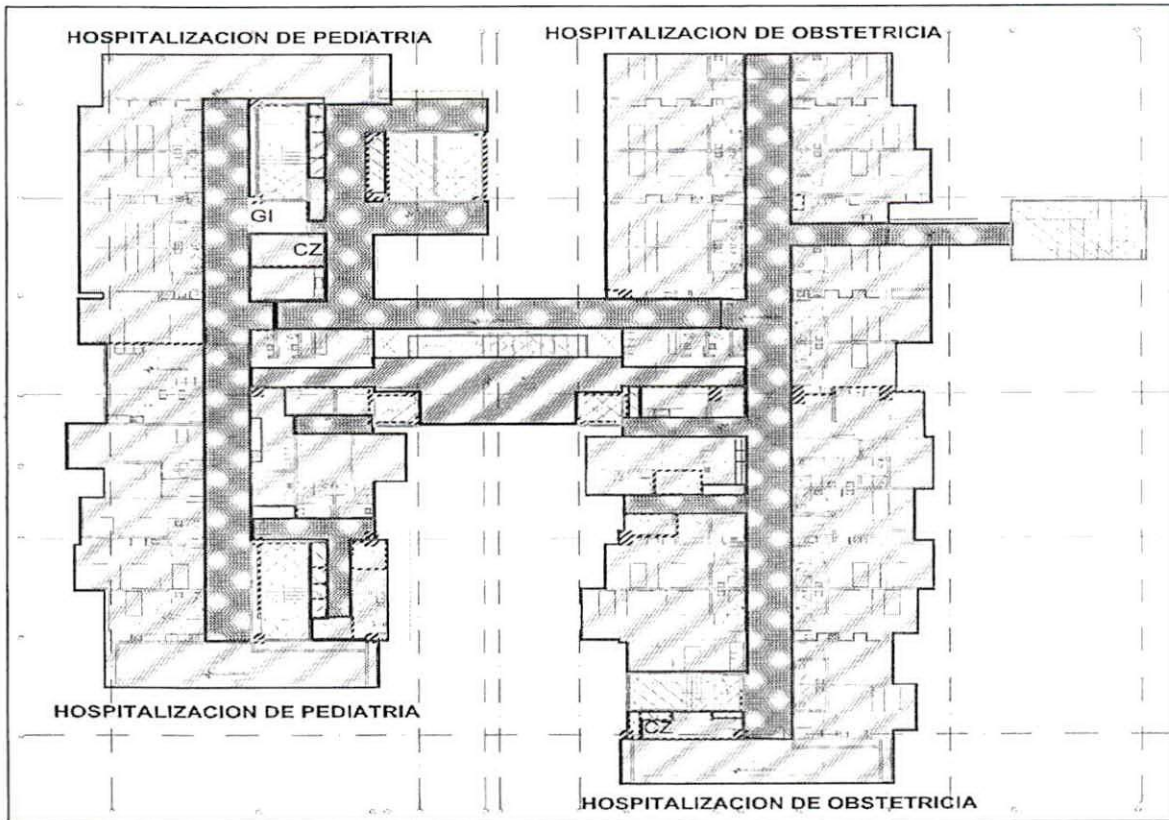 HOSPITALIZACION DE PEDIATRIA
HOSPITALIZACION DE OBSTETRICIA
GI
CZ
CZ
HOSPITALIZACION DE PEDIATRIA
HOSPITALIZACION DE OBSTETRICIA